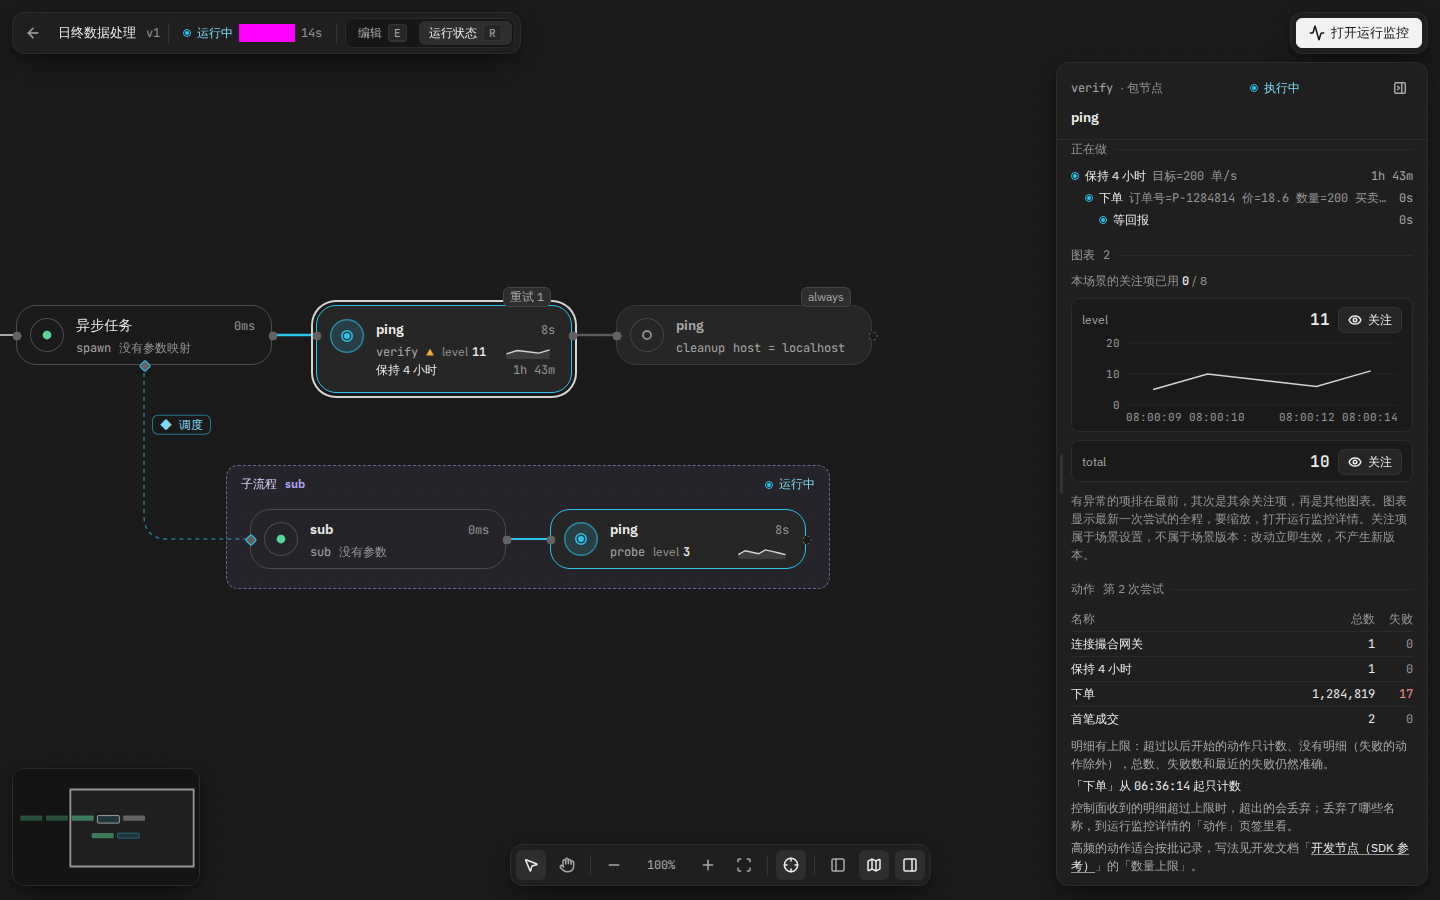 日终数据处理 v1 运行中 14s 编辑 E 运行状态 R
打开运行监控
异步任务 0ms
spawn 没有参数映射
重试 1
ping 8s
verify level 11
保持 4 小时 1h 43m
always
ping
cleanup host = localhost
调度
子流程 sub 运行中
sub 0ms
sub 没有参数
ping 8s
probe level 3
100%
verify · 包节点 执行中
ping
正在做
保持 4 小时 目标=200 单/s 1h 43m
下单 订单号=P-1284814 价=18.6 数量=200 买卖… 0s
等回报 0s
图表 2
本场景的关注项已用 0 / 8
level 11 关注
20
10
0
08:00:09 08:00:10 08:00:12 08:00:14
total 10 关注
有异常的项排在最前，其次是其余关注项，再是其他图表。图表
显示最新一次尝试的全程，要缩放，打开运行监控详情。关注项
属于场景设置，不属于场景版本：改动立即生效，不产生新版
本。
动作 第 2 次尝试
名称 总数 失败
连接撮合网关 1 0
保持 4 小时 1 0
下单 1,284,819 17
首笔成交 2 0
明细有上限：超过以后开始的动作只计数、没有明细（失败的动
作除外），总数、失败数和最近的失败仍然准确。
「下单」从 06:36:14 起只计数
控制面收到的明细超过上限时，超出的会丢弃；丢弃了哪些名
称，到运行监控详情的「动作」页签里看。
高频的动作适合按批记录，写法见开发文档「开发节点（SDK 参
考）」的「数量上限」。